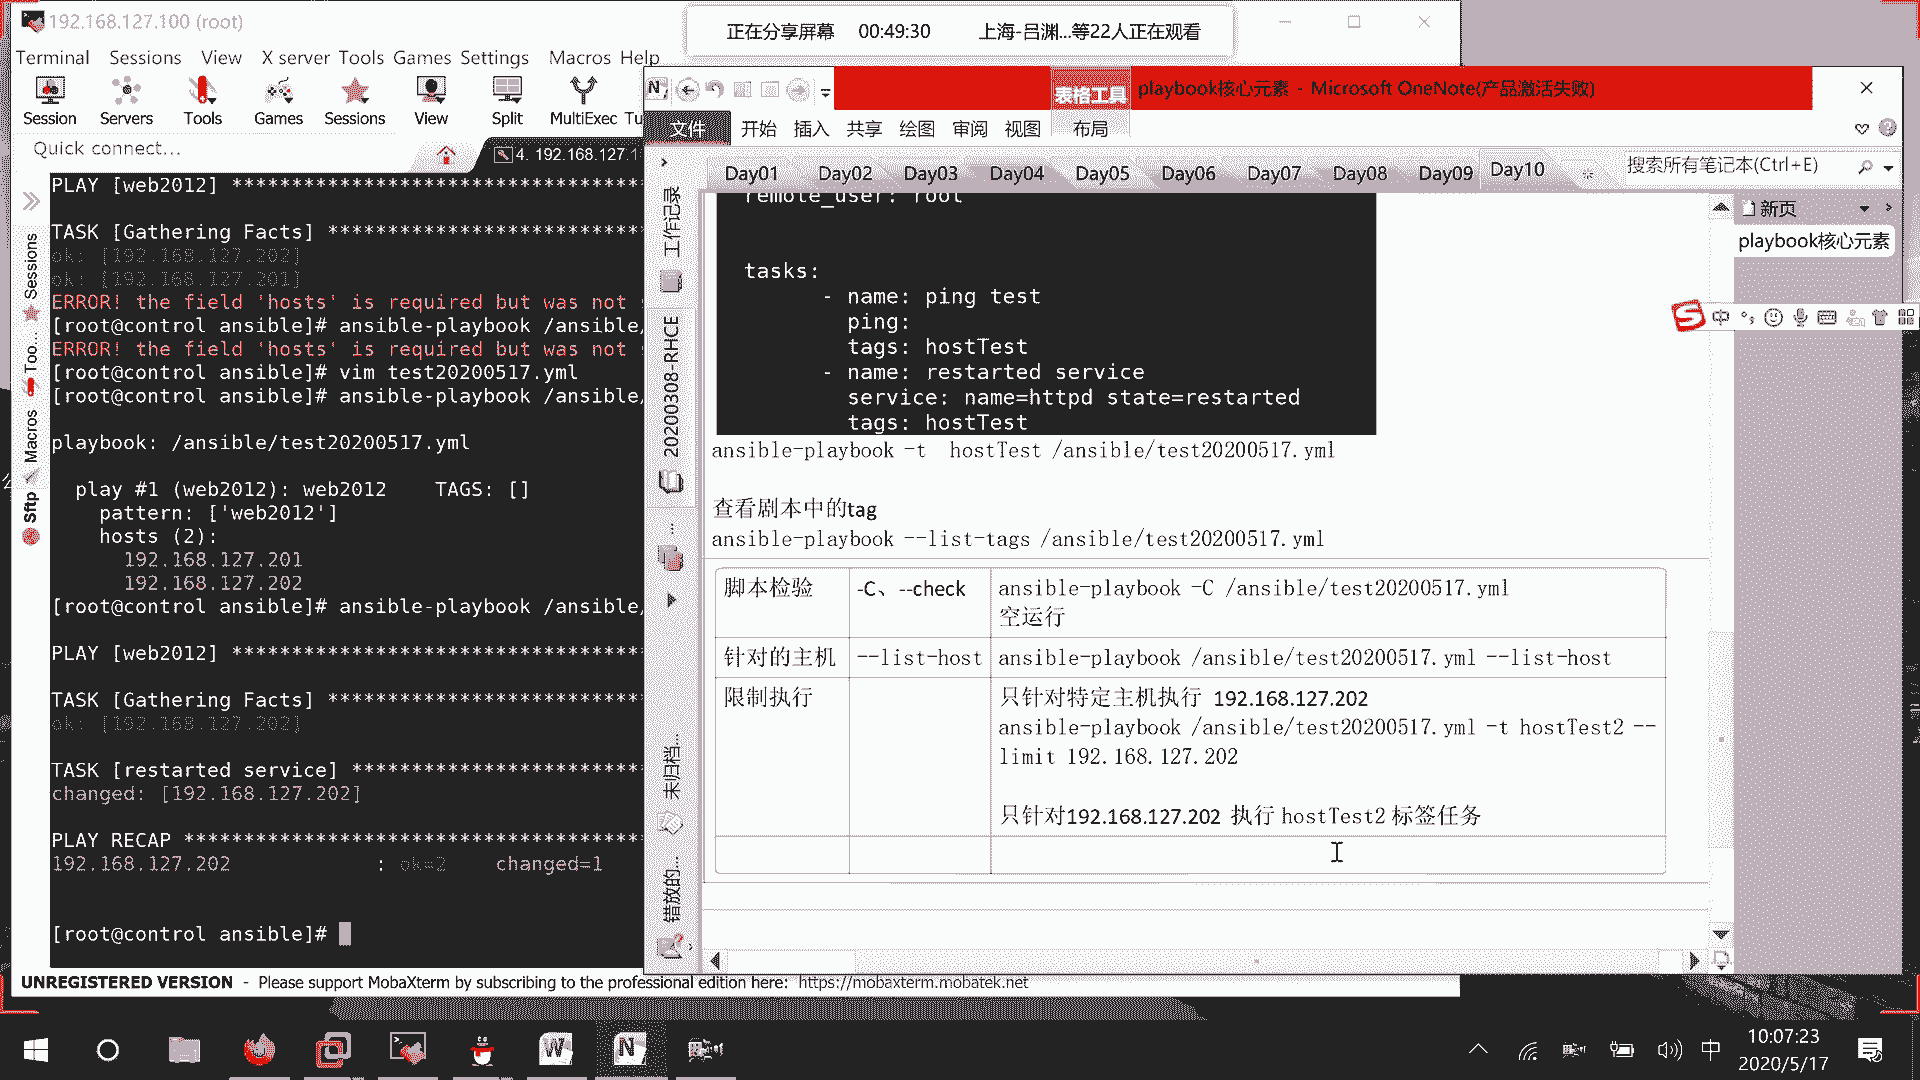 192.168.127.100 (root)
正在分享屏幕 00:49:30 上海-吕渊...等22人正在观看
Terminal Sessions View X server Tools Games Settings Macros Help
Session Servers Tools Games Sessions View Split MultiExec Tu
Quick connect...
4. 192.168.127.1
PLAY [web2012] **********************************
TASK [Gathering Facts] **************************
ok: [192.168.127.202]
ok: [192.168.127.201]
ERROR! the field 'hosts' is required but was not
[root@control ansible]# ansible-playbook /ansible/
ERROR! the field 'hosts' is required but was not
[root@control ansible]# vim test20200517.yml
[root@control ansible]# ansible-playbook /ansible/
playbook: /ansible/test20200517.yml
play #1 (web2012): web2012 TAGS: []
pattern: ['web2012']
hosts (2):
192.168.127.201
192.168.127.202
[root@control ansible]# ansible-playbook /ansible/
PLAY [web2012] **********************************
TASK [Gathering Facts] **************************
ok: [192.168.127.202]
TASK [restarted service] ************************
changed: [192.168.127.202]
PLAY RECAP **************************************
192.168.127.202 : ok=2 changed=1
[root@control ansible]#
Sessions
Too...
Macros
Sftp
UNREGISTERED VERSION - Please support MobaXterm by subscribing to the professional edition here: https://mobaxterm.mobatek.net
表格工具 playbook核心元素 - Microsoft OneNote(产品激活失败)
文件 开始 插入 共享 绘图 审阅 视图 布局
Day01 Day02 Day03 Day04 Day05 Day06 Day07 Day08 Day09 Day10
搜索所有笔记本(Ctrl+E)
工作记录
20200308-RHCE
未归档...
错放的...
新页
playbook核心元素
remote_user: root
tasks:
- name: ping test
ping:
tags: hostTest
- name: restarted service
service: name=httpd state=restarted
tags: hostTest
ansible-playbook -t hostTest /ansible/test20200517.yml
查看剧本中的tag
ansible-playbook --list-tags /ansible/test20200517.yml
脚本检验 -C、--check ansible-playbook -C /ansible/test20200517.yml
空运行
针对的主机 --list-host ansible-playbook /ansible/test20200517.yml --list-host
限制执行 只针对特定主机执行 192.168.127.202
ansible-playbook /ansible/test20200517.yml -t hostTest2 --
limit 192.168.127.202
只针对192.168.127.202 执行 hostTest2 标签任务
中
中
10:07:23
2020/5/17